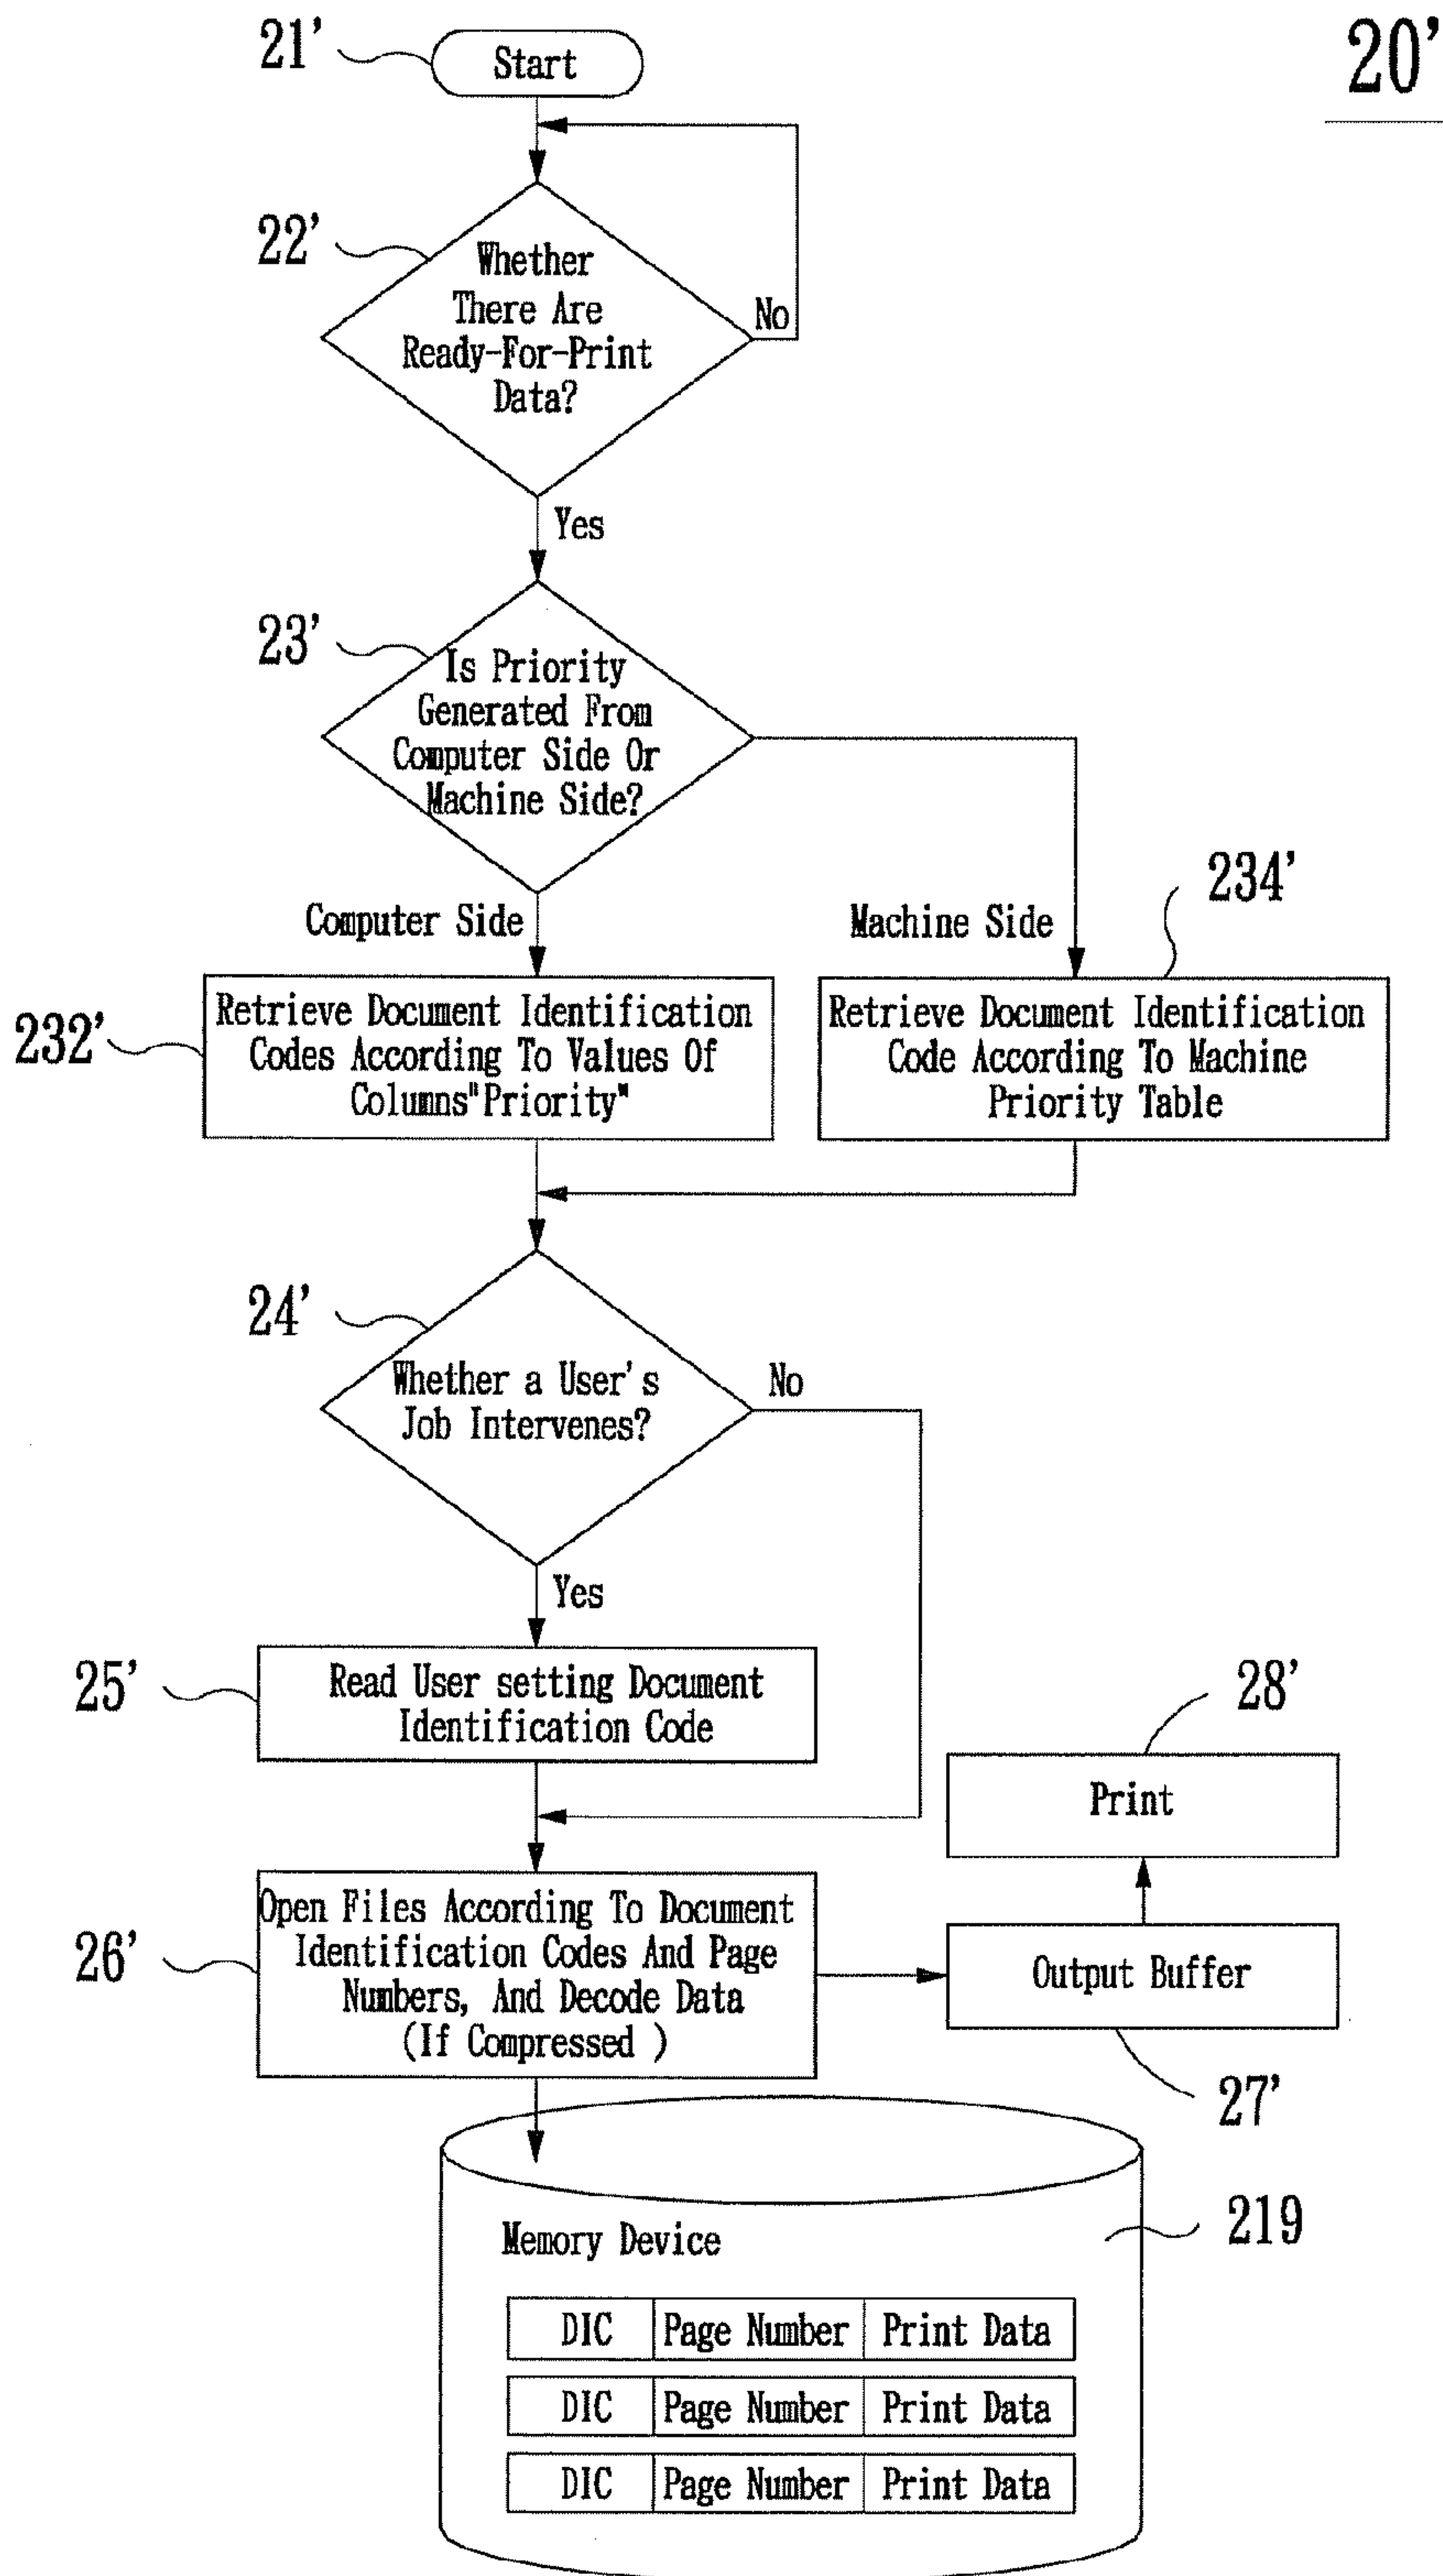 20'
21'
Start
22'
Whether
There Are
Ready-For-Print
Data?
No
Yes
23'
Is Priority
Generated From
Computer Side Or
Machine Side?
Computer Side
Machine Side
234'
232'
Retrieve Document Identification
Codes According To Values Of
Columns"Priority"
Retrieve Document Identification
Code According To Machine
Priority Table
24'
Whether a User's
Job Intervenes?
No
Yes
25'
Read User setting Document
Identification Code
28'
Print
26'
Open Files According To Document
Identification Codes And Page
Numbers, And Decode Data
(If Compressed )
Output Buffer
27'
Memory Device
219
DIC Page Number Print Data
DIC Page Number Print Data
DIC Page Number Print Data